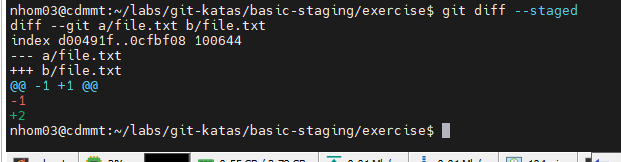 nhom03@cdmmt:~/labs/git-katas/basic-staging/exercise$ git diff --staged
diff --git a/file.txt b/file.txt
index d00491f..0cfbf08 100644
--- a/file.txt
+++ b/file.txt
@@ -1 +1 @@
-1
+2
nhom03@cdmmt:~/labs/git-katas/basic-staging/exercise$